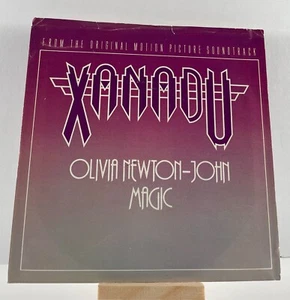 FROM THE ORIGINAL MOTION PICTURE SOUNDTRACK
XANADU
OLIVIA NEWTON-JOHN
MAGIC